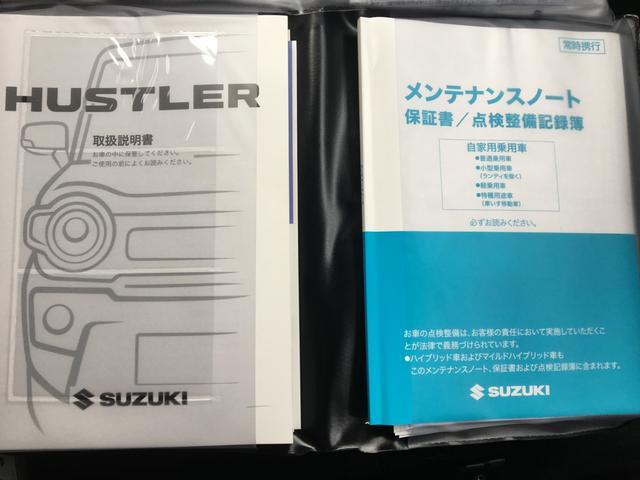 HUSTLER
取扱説明書
お車の中に保管してください。
ご使用の前によくお読みください。
SUZUKI
常時携行
メンテナンスノート
保証書／点検整備記録簿
自家用乗用車
●普通乗用車
●小型乗用車
（ランディを除く）
●軽乗用車
●特種用途車
（車いす移動車）
必ずお読みください。
お車の点検整備は、お客様の責任において実施していただくこ
とが法律で義務づけられています。
●ハイブリッド車およびマイルドハイブリッド車も
このメンテナンスノート、保証書および点検記録簿に含まれます。
SUZUKI